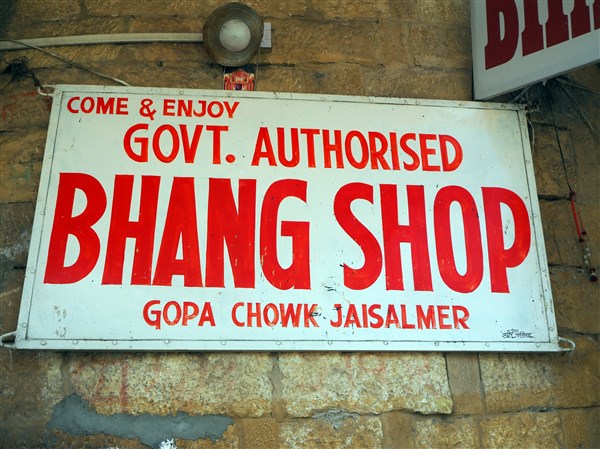 COME & ENJOY
GOVT. AUTHORISED
BHANG SHOP
GOPA CHOWK JAISALMER